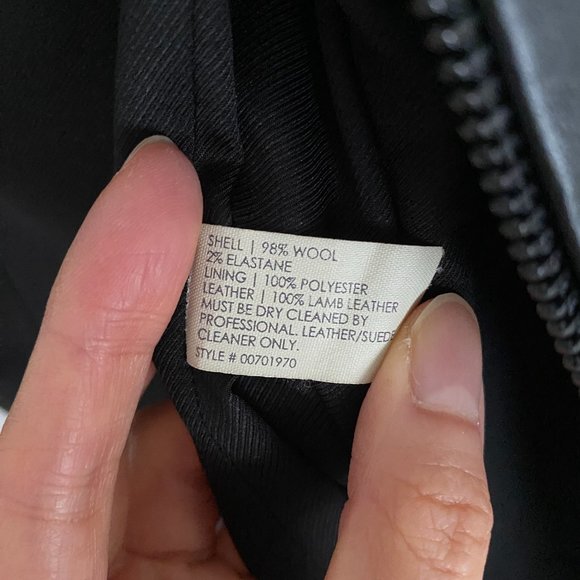 SHELL | 98% WOOL
2% ELASTANE
LINING | 100% POLYESTER
LEATHER | 100% LAMB LEATHER
MUST BE DRY CLEANED BY
PROFESSIONAL. LEATHER/SUEDE
CLEANER ONLY.
STYLE # 00701970